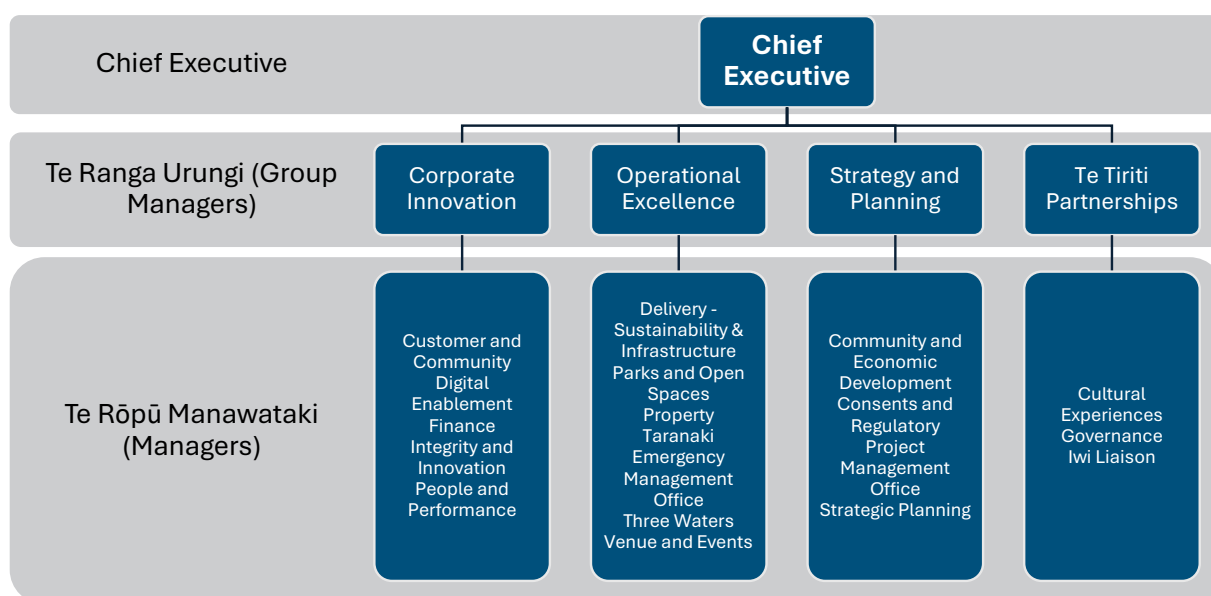 Chief Executive
Chief
Executive
Te Ranga Urungi (Group
Managers)
Corporate
Innovation
Operational
Excellence
Strategy and
Planning
Te Tiriti
Partnerships
Te Rōpū Manawataki
(Managers)
Customer and
Community
Digital
Enablement
Finance
Integrity and
Innovation
People and
Performance
Delivery -
Sustainability &
Infrastructure
Parks and Open
Spaces
Property
Taranaki
Emergency
Management
Office
Three Waters
Venue and Events
Community and
Economic
Development
Consents and
Regulatory
Project
Management
Office
Strategic Planning
Cultural
Experiences
Governance
Iwi Liaison